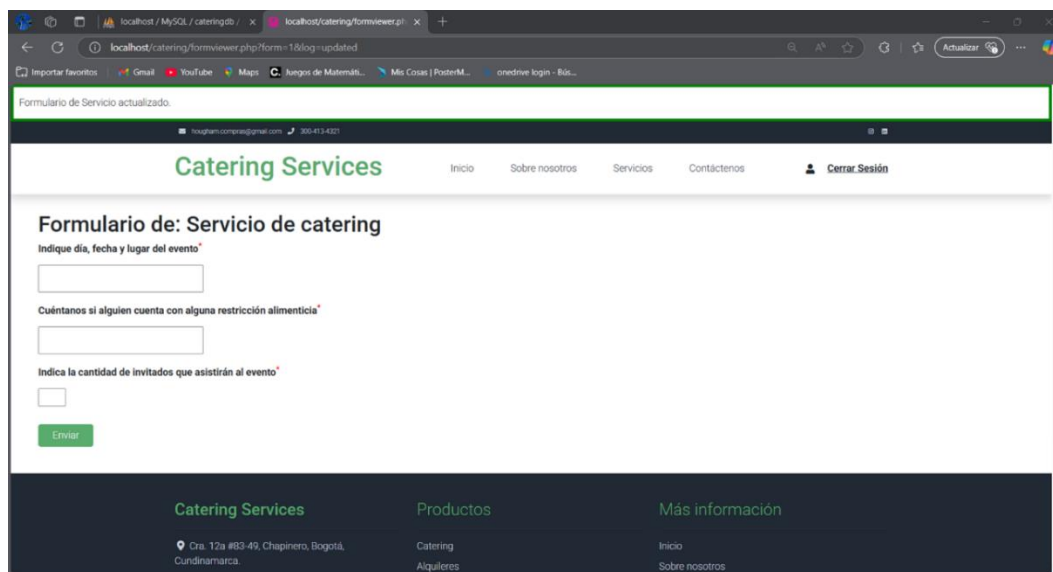 localhost / MySQL / cateringdb /
localhost/catering/formviewer.ph
localhost/catering/formviewer.php?form=1&log=updated
Actualizar
Importar favoritos
Gmail
YouTube
Maps
Juegos de Matemáti...
Mis Cosas | PosterM...
onedrive login - Bús...
Formulario de Servicio actualizado.
hougham.compras@gmail.com 300-413-4321
Catering Services
Inicio
Sobre nosotros
Servicios
Contáctenos
Cerrar Sesión
Formulario de: Servicio de catering
Indique día, fecha y lugar del evento*
Cuéntanos si alguien cuenta con alguna restricción alimenticia*
Indica la cantidad de invitados que asistirán al evento*
Enviar
Catering Services
Productos
Más información
Cra. 12a #83-49, Chapinero, Bogotá,
Cundinamarca.
Catering
Alquileres
Inicio
Sobre nosotros